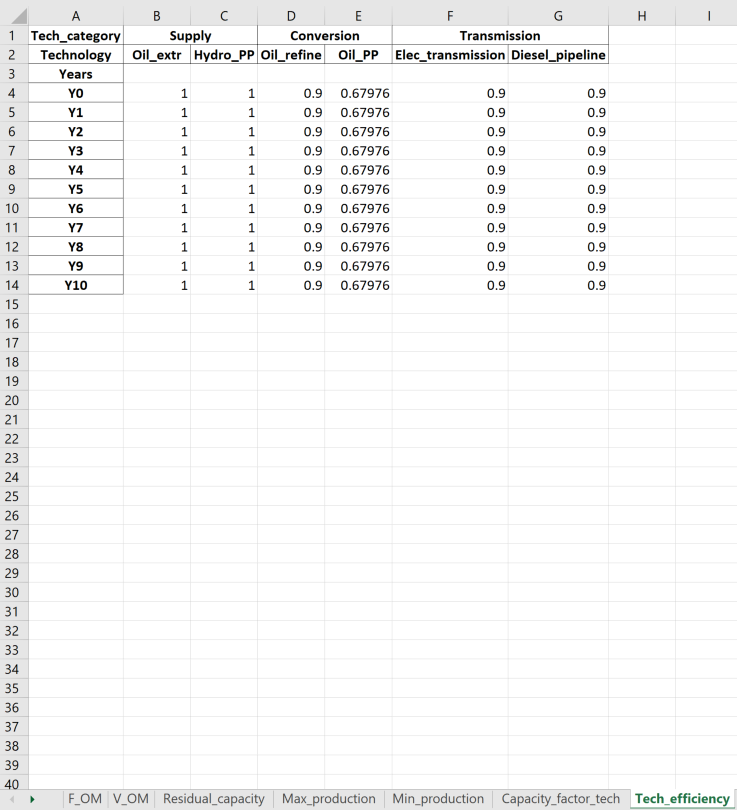 A B C D E F G H I
1 Tech_category Supply Conversion Transmission
2 Technology Oil_extr Hydro_PP Oil_refine Oil_PP Elec_transmission Diesel_pipeline
3 Years
4 Y0 1 1 0.9 0.67976 0.9 0.9
5 Y1 1 1 0.9 0.67976 0.9 0.9
6 Y2 1 1 0.9 0.67976 0.9 0.9
7 Y3 1 1 0.9 0.67976 0.9 0.9
8 Y4 1 1 0.9 0.67976 0.9 0.9
9 Y5 1 1 0.9 0.67976 0.9 0.9
10 Y6 1 1 0.9 0.67976 0.9 0.9
11 Y7 1 1 0.9 0.67976 0.9 0.9
12 Y8 1 1 0.9 0.67976 0.9 0.9
13 Y9 1 1 0.9 0.67976 0.9 0.9
14 Y10 1 1 0.9 0.67976 0.9 0.9
15
16
17
18
19
20
21
22
23
24
25
26
27
28
29
30
31
32
33
34
35
36
37
38
39
40
F_OM V_OM Residual_capacity Max_production Min_production Capacity_factor_tech Tech_efficiency